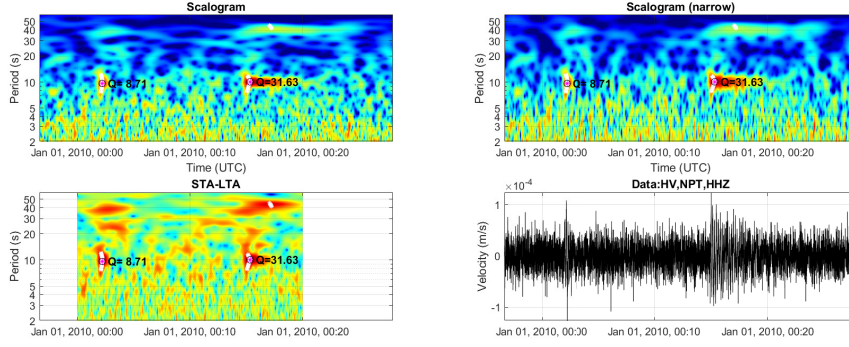 Scalogram
Period (s)
50
40
30
20
10
5
4
3
2
Q= 8.71
Q=31.63
Jan 01, 2010, 00:00
Jan 01, 2010, 00:10
Jan 01, 2010, 00:20
Time (UTC)
Scalogram (narrow)
Period (s)
50
40
30
20
10
5
4
3
2
Q= 8.71
Q=31.63
Jan 01, 2010, 00:00
Jan 01, 2010, 00:10
Jan 01, 2010, 00:20
Time (UTC)
STA-LTA
Period (s)
50
40
30
20
10
5
4
3
2
Q= 8.71
Q=31.63
Jan 01, 2010, 00:00
Jan 01, 2010, 00:10
Jan 01, 2010, 00:20
Data:HV,NPT,HHZ
×10-4
Velocity (m/s)
1
0
-1
Jan 01, 2010, 00:00
Jan 01, 2010, 00:10
Jan 01, 2010, 00:20